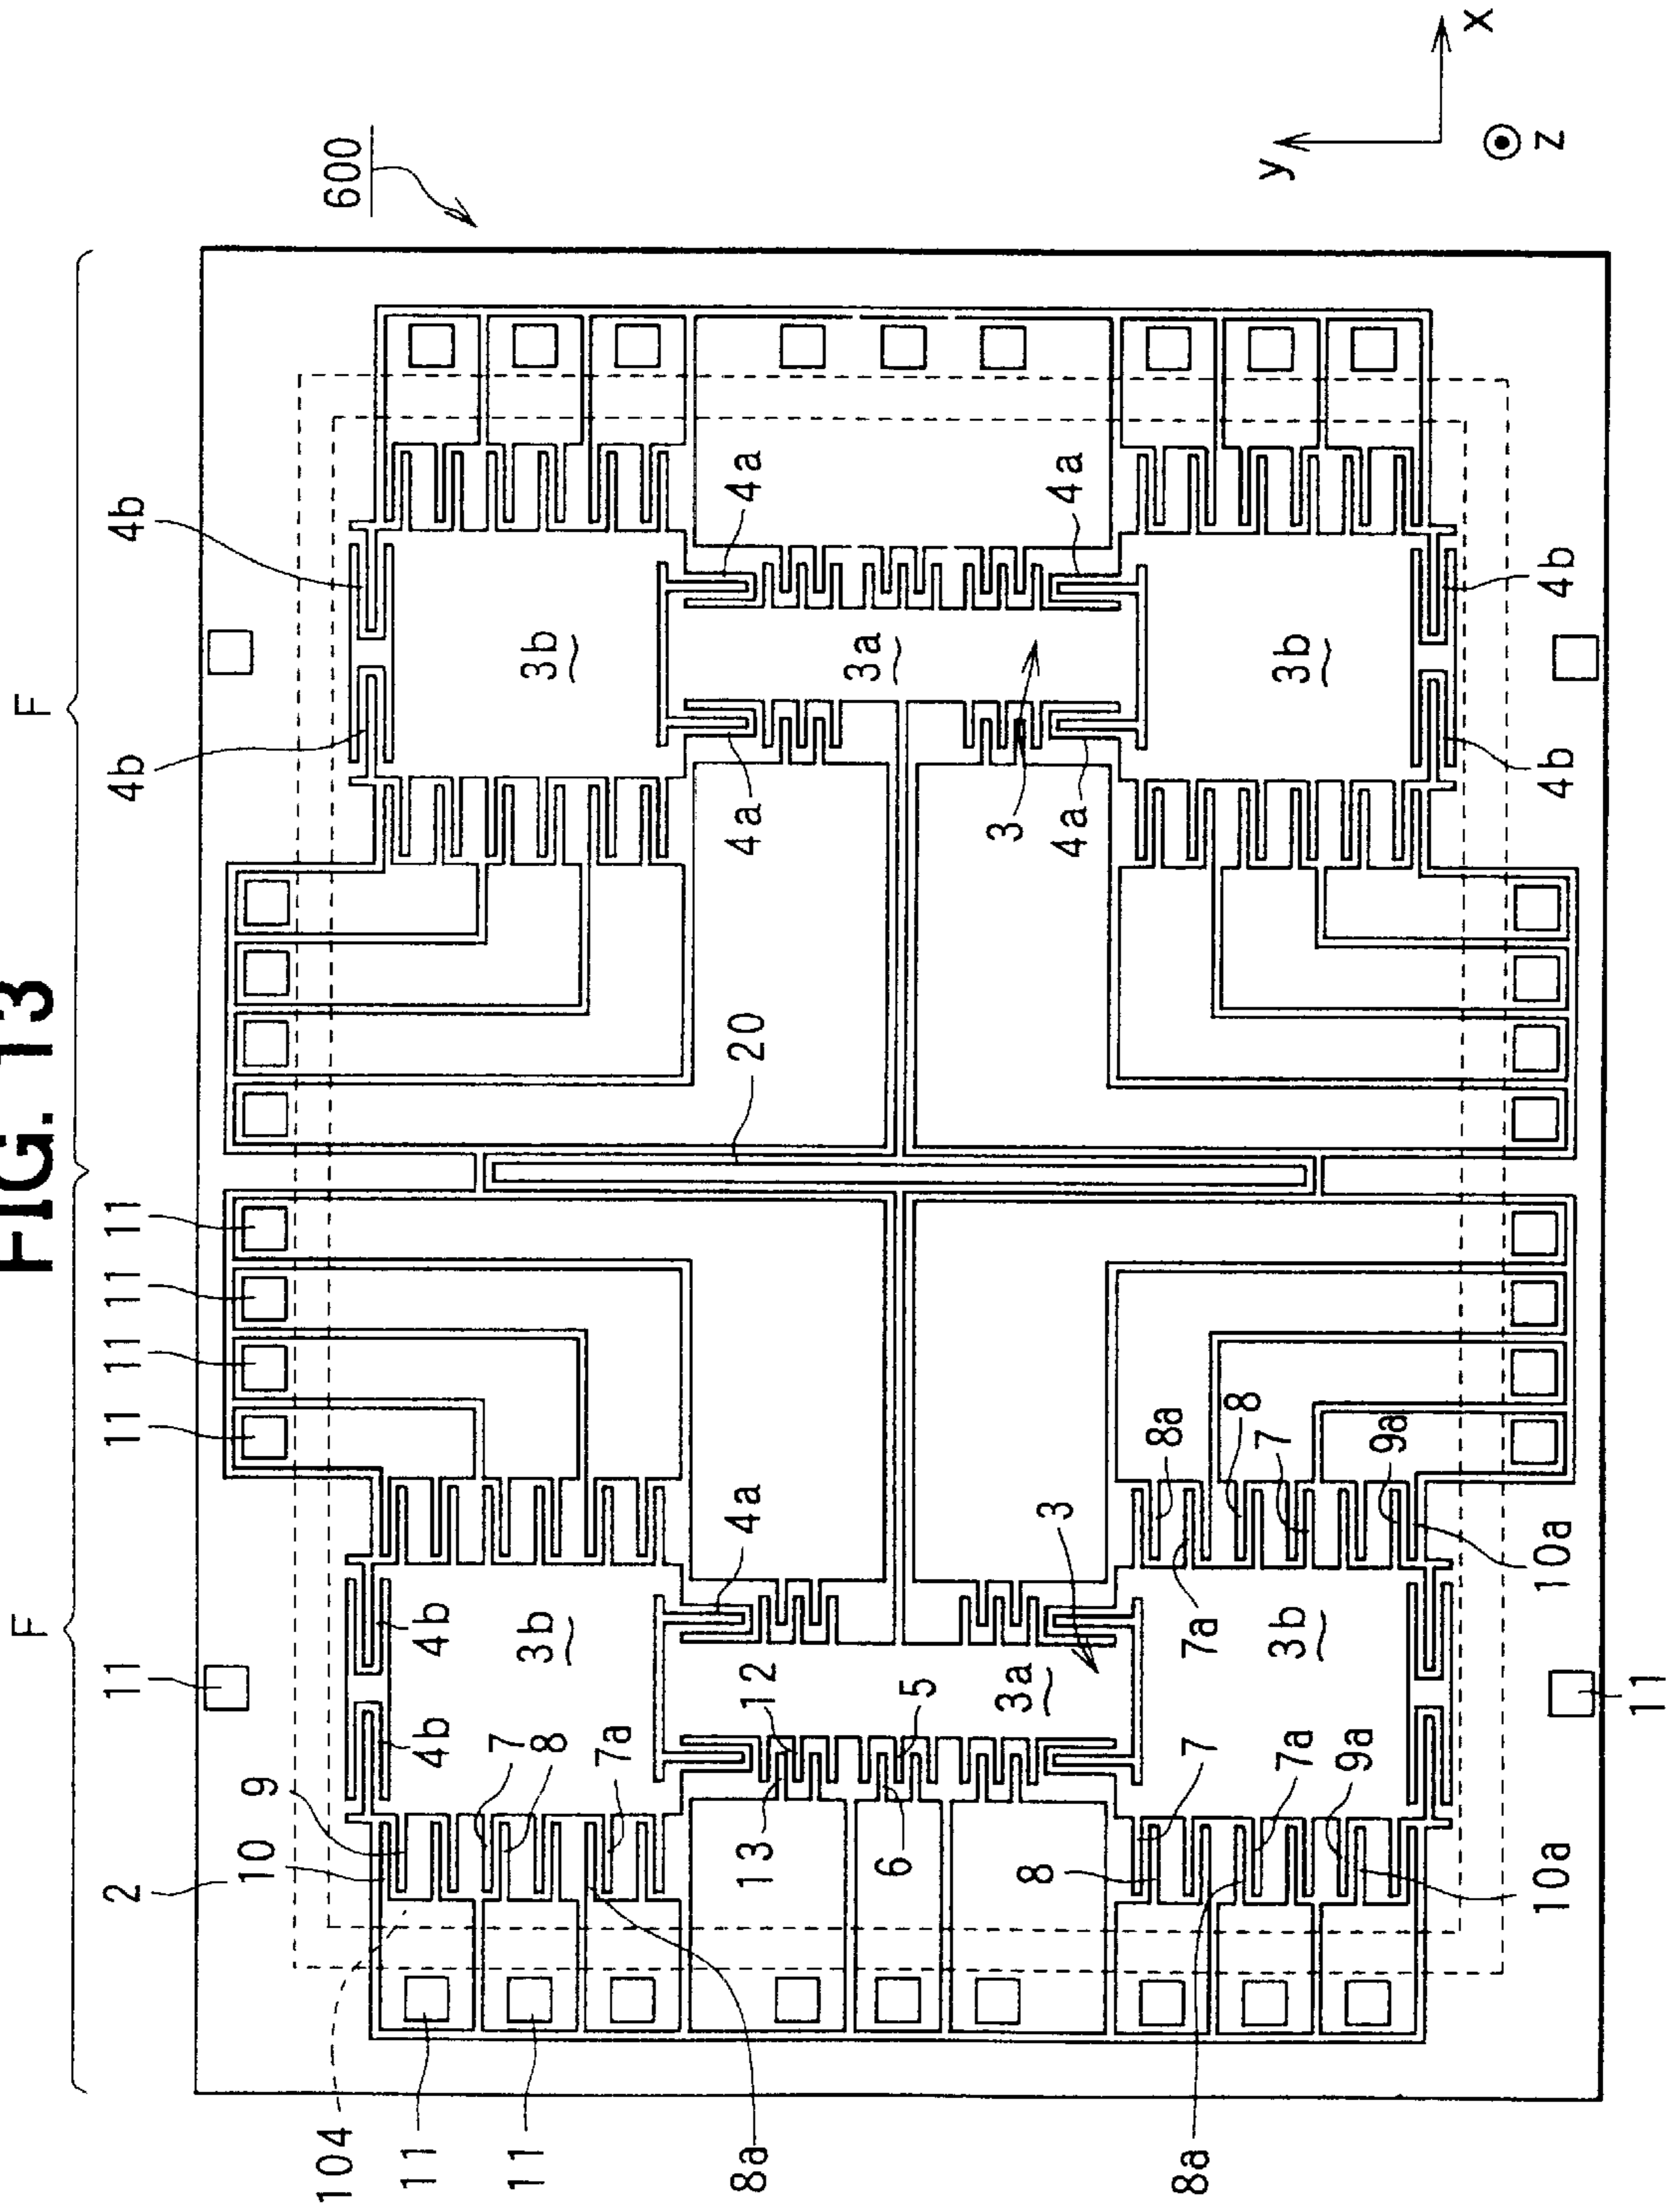 FIG. 13
F F
2 11 11 11 11 11 4b 4b
10 9
104 600
11 4b 4b
11 7 8 3b 3b
7a
8a 13 12 4a 20 4a 4a
6 5 3a
3a 3 3 4a 4a
8 8a
8a 7 7a 8
7a 3b 7 3b
9a 9a
10a 10a 4b 4b
11
y
x
z